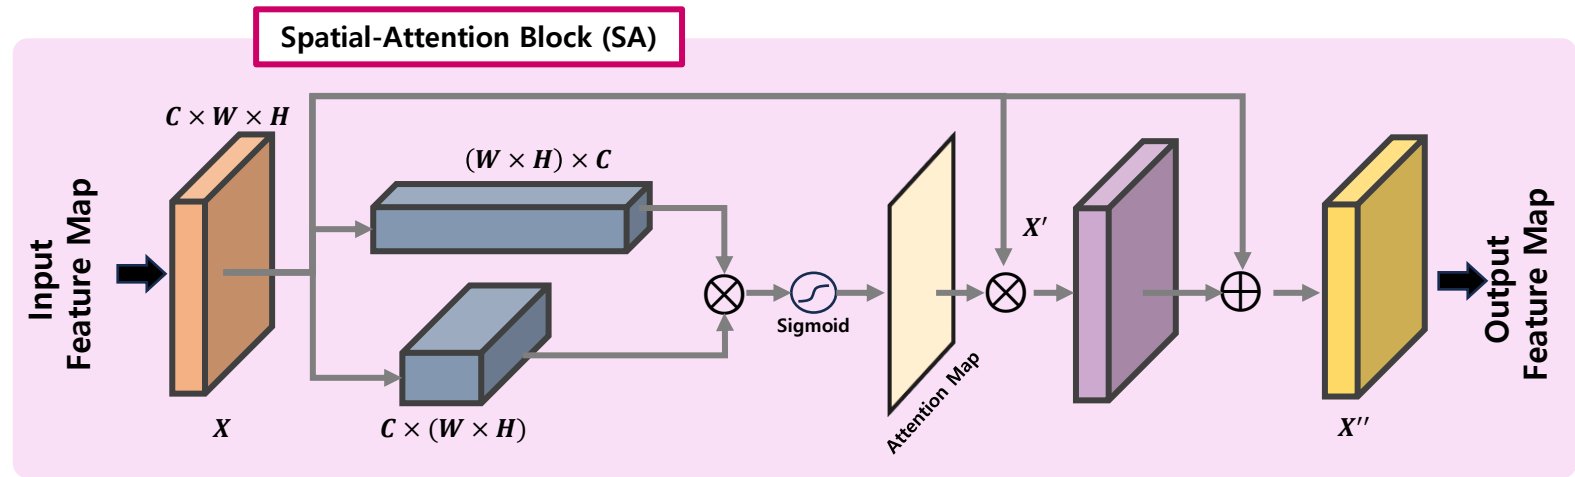 Spatial-Attention Block (SA)
Input
Feature Map
C × W × H
X
(W × H) × C
C × (W × H)
Sigmoid
Attention Map
X′
X′′
Output
Feature Map